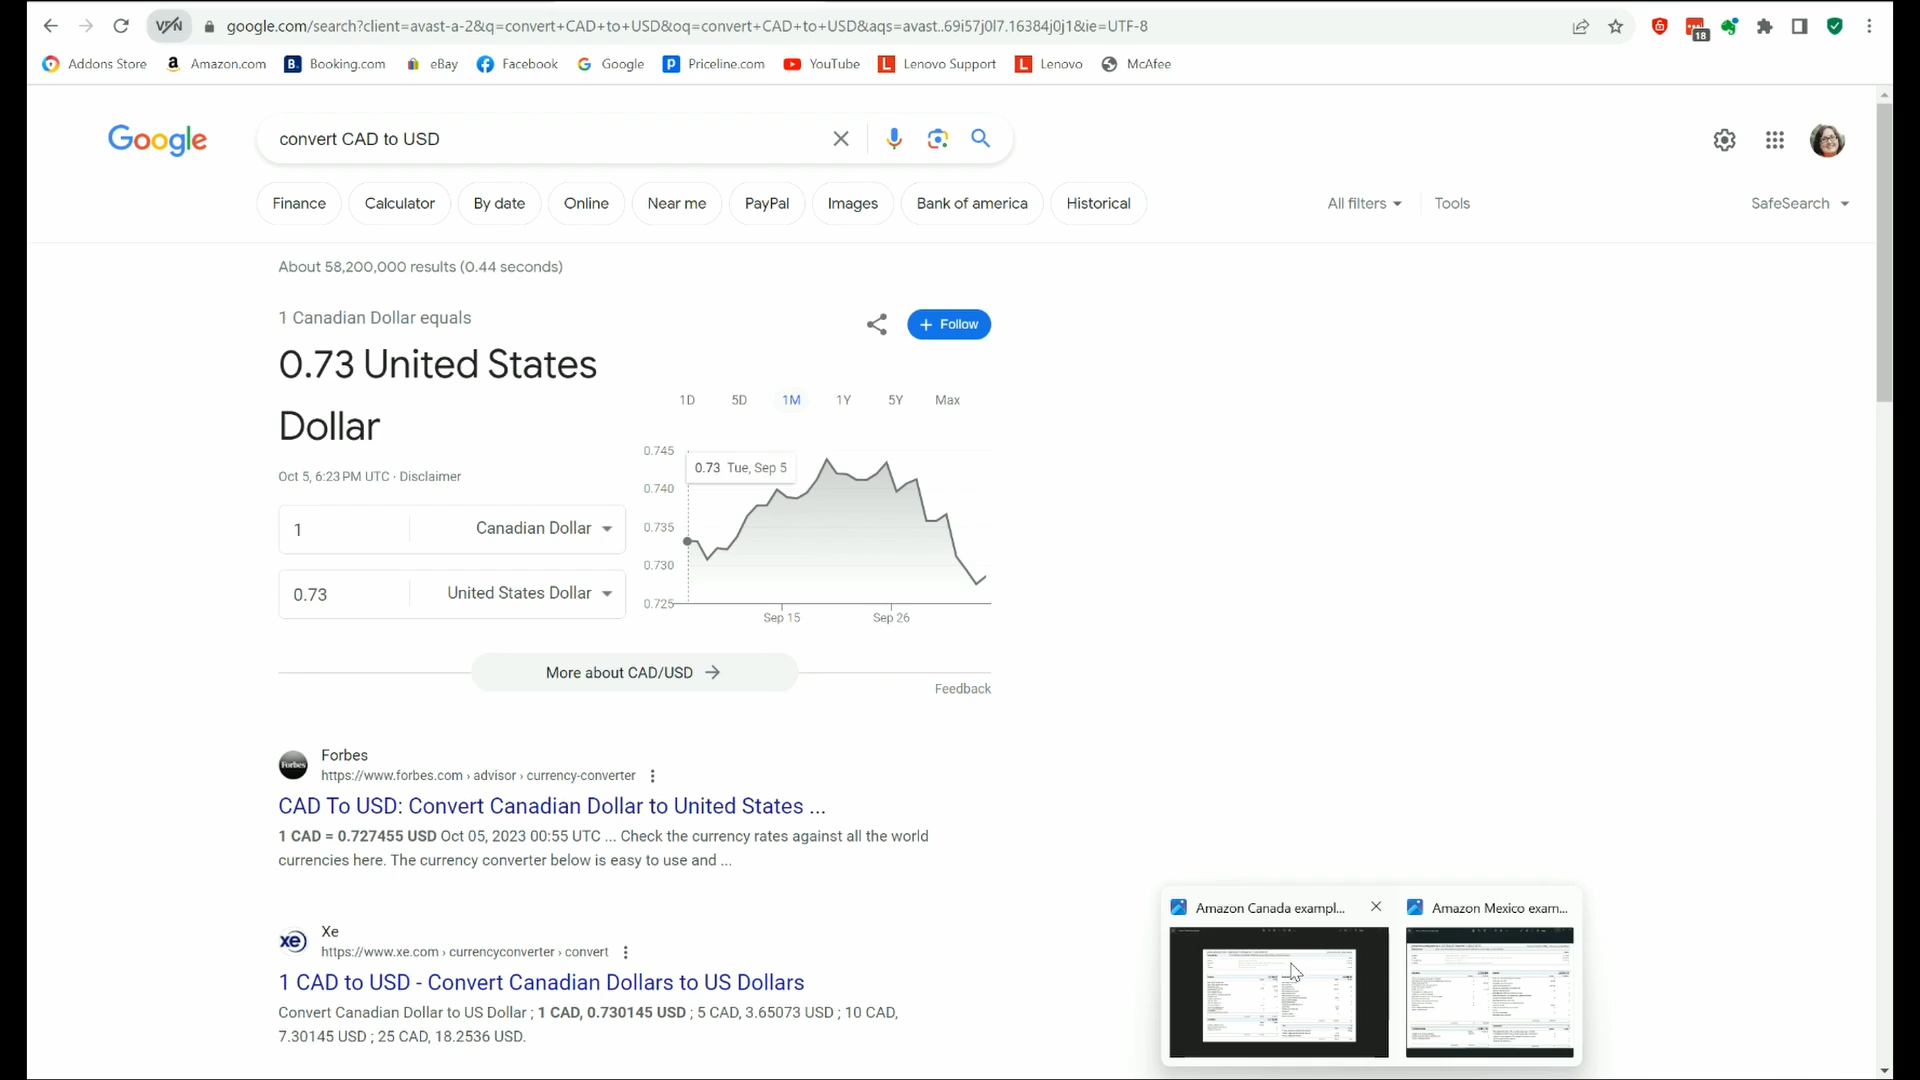 VPN
google.com/search?client=avast-a-2&q=convert+CAD+to+USD&oq=convert+CAD+to+USD&aqs=avast..69i57j0l7.16384j0j1&ie=UTF-8
18
Addons Store
Amazon.com
B.
Booking.com
eBay
Facebook
Google
P
Priceline.com
YouTube
L
Lenovo Support
L
Lenovo
McAfee
Google
convert CAD to USD
Finance
Calculator
By date
Online
Near me
PayPal
Images
Bank of america
Historical
All filters
Tools
SafeSearch
About 58,200,000 results (0.44 seconds)
1 Canadian Dollar equals
0.73 United States
Dollar
Follow
Oct 5, 6:23 PM UTC · Disclaimer
1
Canadian Dollar
0.73
United States Dollar
1D
5D
1M
1Y
5Y
Max
0.745
0.740
0.735
0.730
0.725
0.73 Tue, Sep 5
Sep 15
Sep 26
More about CAD/USD
Feedback
Forbes
Forbes
https://www.forbes.com › advisor › currency-converter
CAD To USD: Convert Canadian Dollar to United States ...
1 CAD = 0.727455 USD Oct 05, 2023 00:55 UTC ... Check the currency rates against all the world
currencies here. The currency converter below is easy to use and ...
xe
Xe
https://www.xe.com › currencyconverter › convert
1 CAD to USD - Convert Canadian Dollars to US Dollars
Convert Canadian Dollar to US Dollar ; 1 CAD, 0.730145 USD ; 5 CAD, 3.65073 USD ; 10 CAD,
7.30145 USD ; 25 CAD, 18.2536 USD.
Amazon Canada exampl...
Amazon Mexico exam...